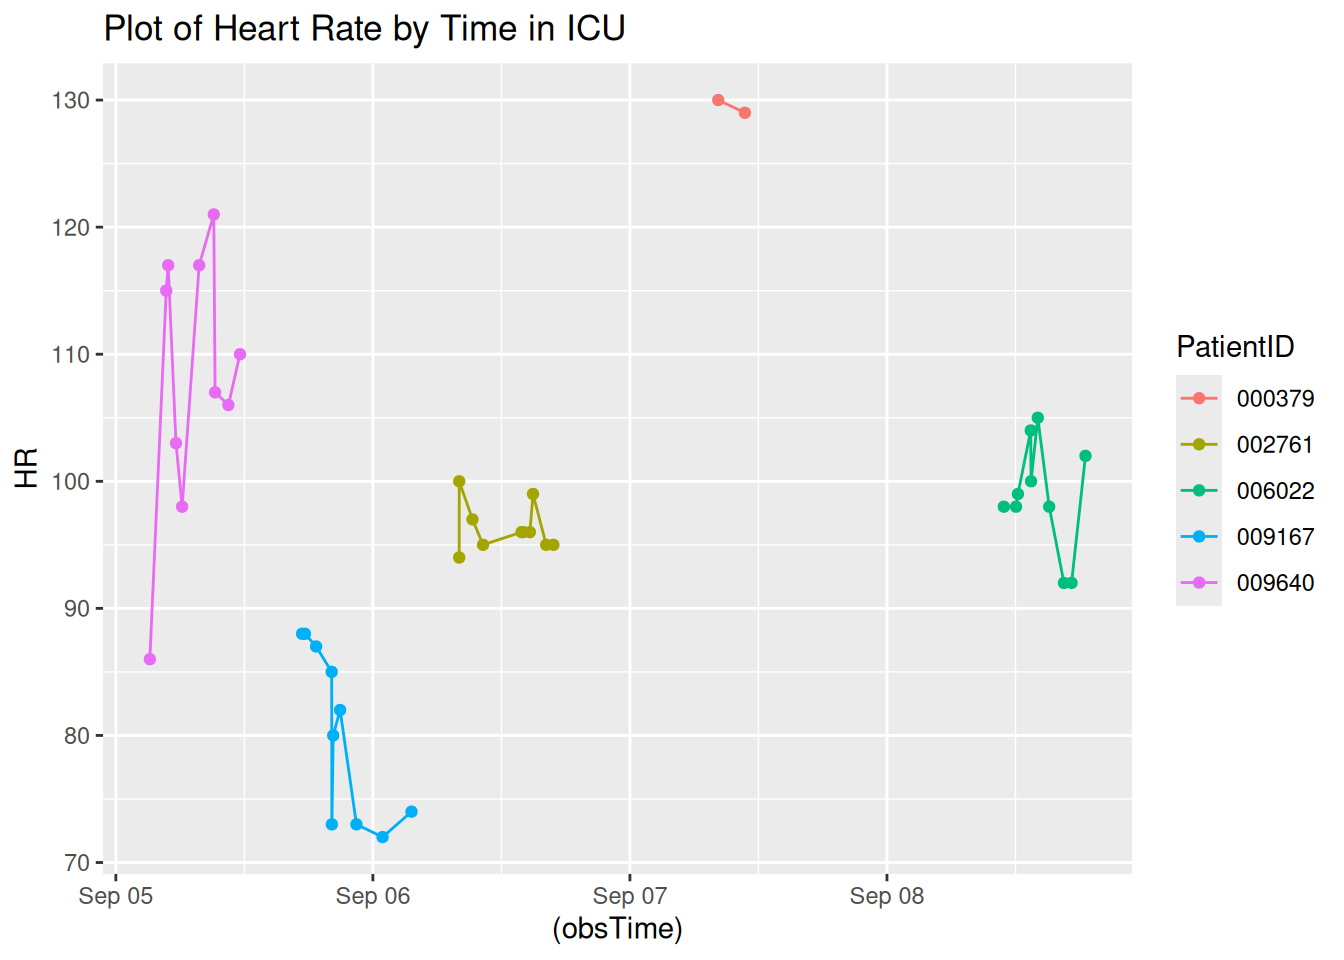 Plot of Heart Rate by Time in ICU
130
120
110
100
90
80
70
HR
Sep 05
Sep 06
Sep 07
Sep 08
(obsTime)
PatientID
000379
002761
006022
009167
009640